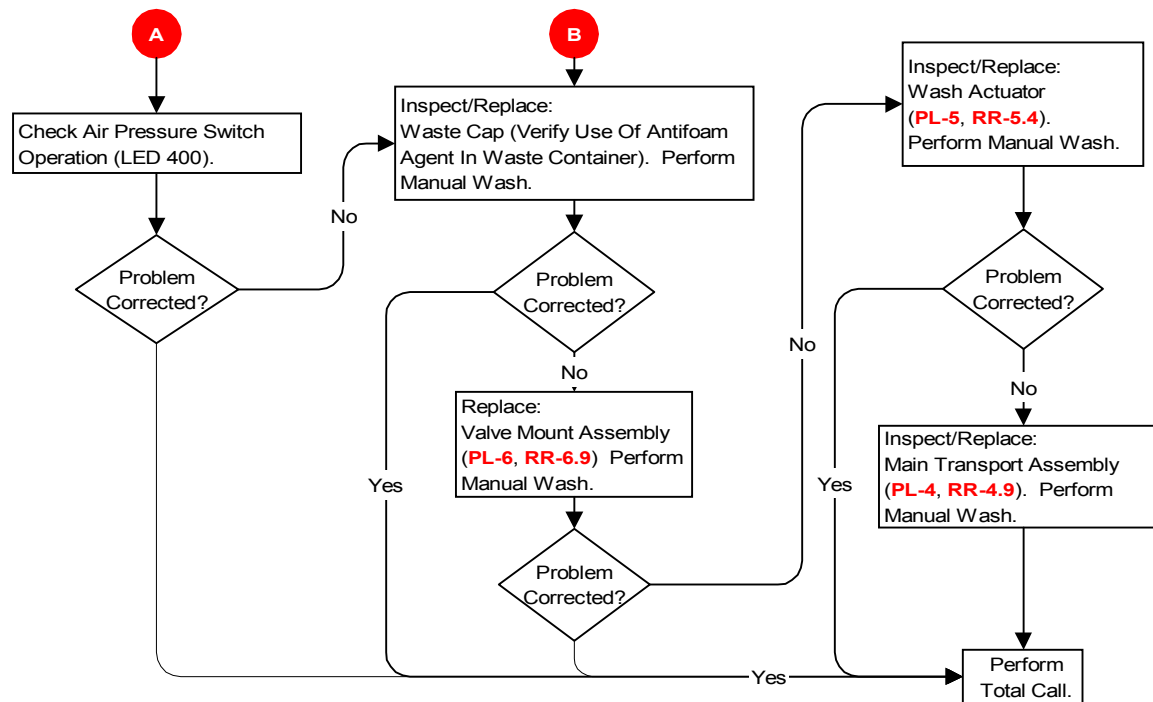 A
Check Air Pressure Switch
Operation (LED 400).
Problem
Corrected?
No
B
Inspect/Replace:
Waste Cap (Verify Use Of Antifoam
Agent In Waste Container).  Perform
Manual Wash.
Problem
Corrected?
No
Yes
Replace:
Valve Mount Assembly
(PL-6, RR-6.9)  Perform
Manual Wash.
Problem
Corrected?
No
Yes
Inspect/Replace:
Wash Actuator
(PL-5, RR-5.4).
Perform Manual Wash.
Problem
Corrected?
No
Yes
Inspect/Replace:
Main Transport Assembly
(PL-4, RR-4.9).  Perform
Manual Wash.
Perform
Total Call.